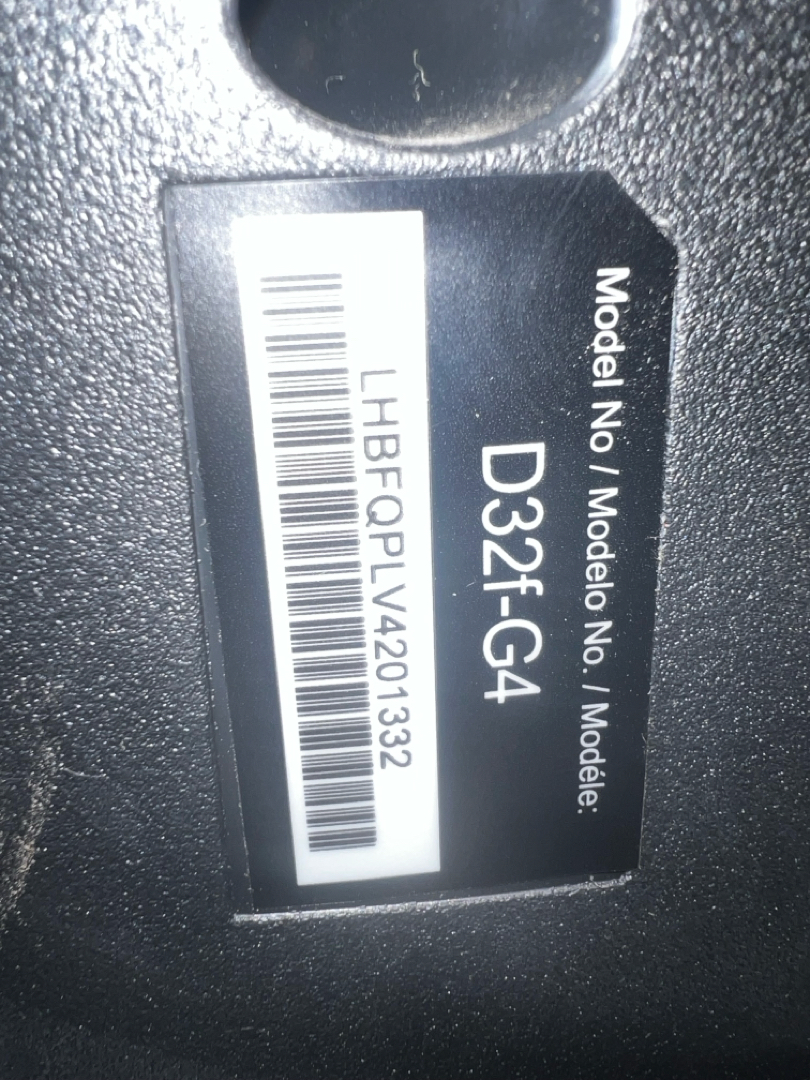 Model No / Modelo No. / Modéle:
D32f-G4
LHBFQPLV4201332